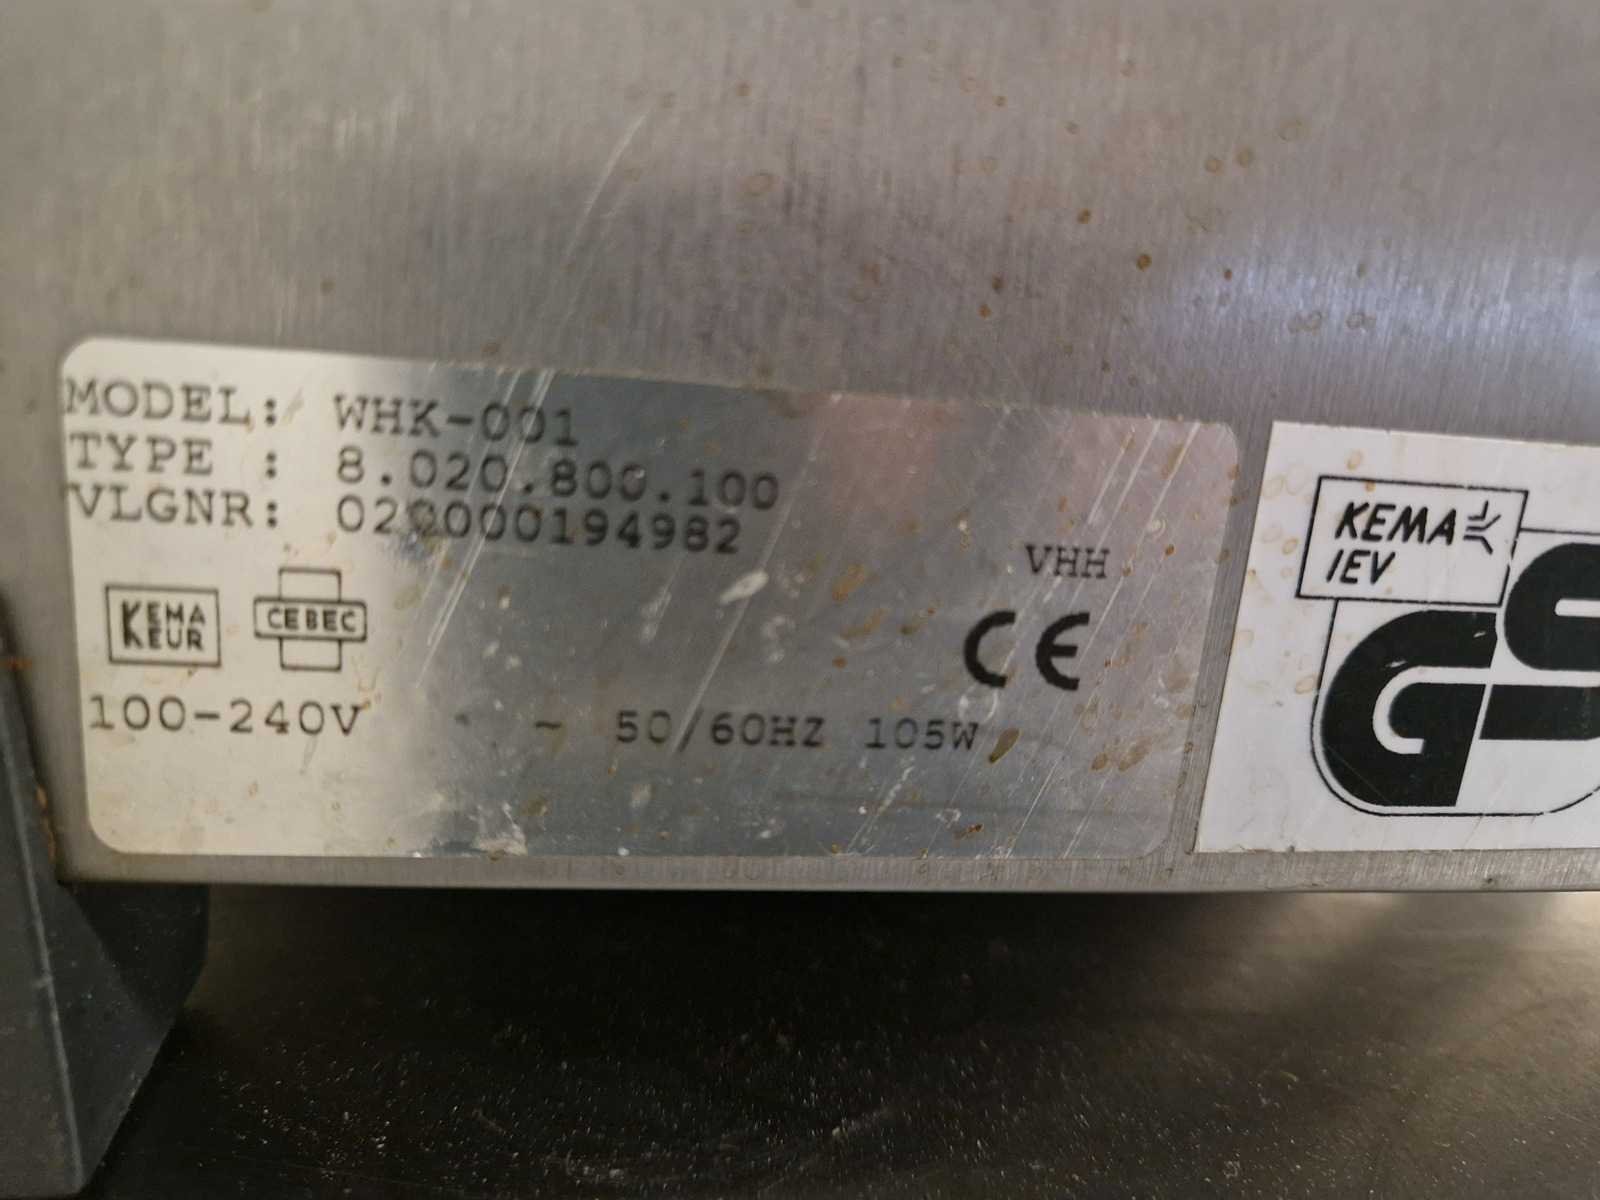 MODEL: WHK-001
TYPE : 8.020.800.100
VLGNR: 020000194982
VHH
KEMA
KEUR
CEBEC
CE
100-240V ~ 50/60HZ 105W
KEMA
IEV
GS